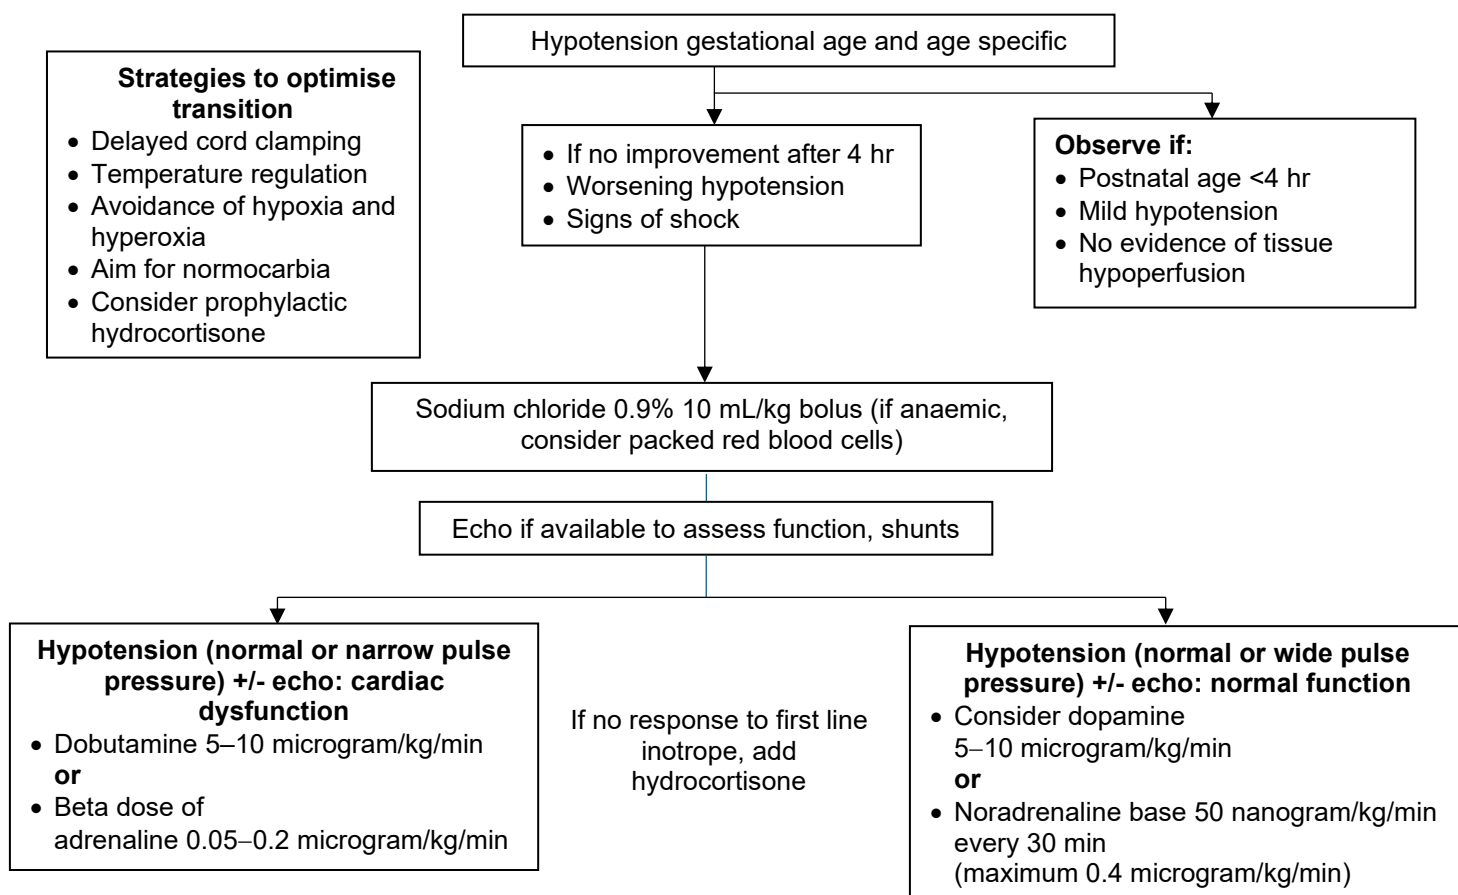 Hypotension gestational age and age specific
Strategies to optimise
transition
• Delayed cord clamping
• Temperature regulation
• Avoidance of hypoxia and
hyperoxia
• Aim for normocarbia
• Consider prophylactic
hydrocortisone
• If no improvement after 4 hr
• Worsening hypotension
• Signs of shock
Observe if:
• Postnatal age <4 hr
• Mild hypotension
• No evidence of tissue
hypoperfusion
Sodium chloride 0.9% 10 mL/kg bolus (if anaemic,
consider packed red blood cells)
Echo if available to assess function, shunts
Hypotension (normal or narrow pulse
pressure) +/- echo: cardiac
dysfunction
• Dobutamine 5–10 microgram/kg/min
or
• Beta dose of
adrenaline 0.05–0.2 microgram/kg/min
If no response to first line
inotrope, add
hydrocortisone
Hypotension (normal or wide pulse
pressure) +/- echo: normal function
• Consider dopamine
5–10 microgram/kg/min
or
• Noradrenaline base 50 nanogram/kg/min
every 30 min
(maximum 0.4 microgram/kg/min)